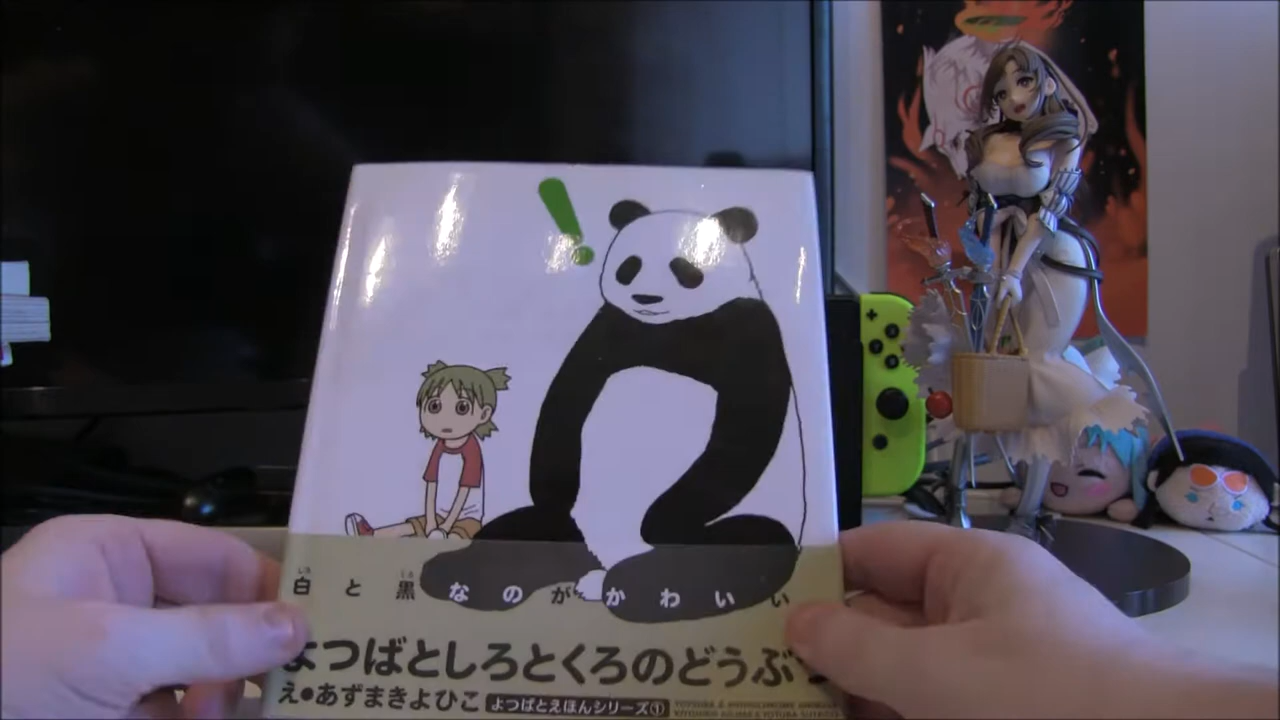 ！
白と黒なのがかわいい
よつばとしろとくろのどうぶつ
え●あずまきよひこ よつばとえほんシリーズ①